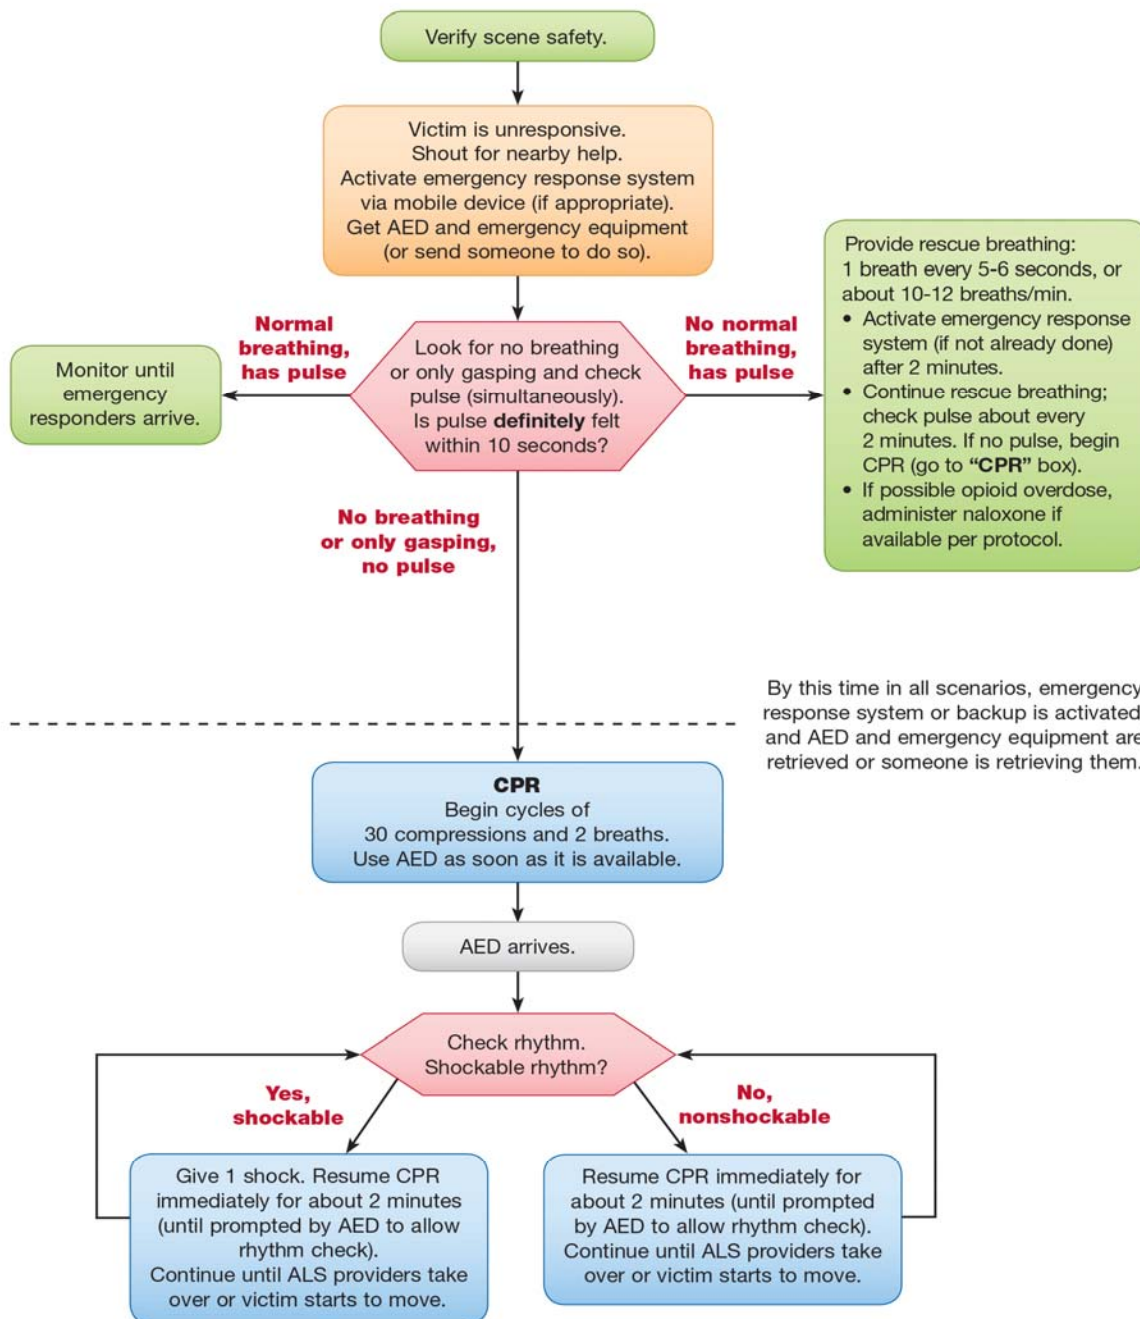 Verify scene safety.
Victim is unresponsive.
Shout for nearby help.
Activate emergency response system
via mobile device (if appropriate).
Get AED and emergency equipment
(or send someone to do so).
Normal
breathing,
has pulse
Monitor until
emergency
responders arrive.
Look for no breathing
or only gasping and check
pulse (simultaneously).
Is pulse definitely felt
within 10 seconds?
No normal
breathing,
has pulse
Provide rescue breathing:
1 breath every 5-6 seconds, or
about 10-12 breaths/min.
• Activate emergency response
system (if not already done)
after 2 minutes.
• Continue rescue breathing;
check pulse about every
2 minutes. If no pulse, begin
CPR (go to “CPR” box).
• If possible opioid overdose,
administer naloxone if
available per protocol.
No breathing
or only gasping,
no pulse
By this time in all scenarios, emergency
response system or backup is activated
and AED and emergency equipment are
retrieved or someone is retrieving them.
CPR
Begin cycles of
30 compressions and 2 breaths.
Use AED as soon as it is available.
AED arrives.
Check rhythm.
Shockable rhythm?
Yes,
shockable
No,
nonshockable
Give 1 shock. Resume CPR
immediately for about 2 minutes
(until prompted by AED to allow
rhythm check).
Continue until ALS providers take
over or victim starts to move.
Resume CPR immediately for
about 2 minutes (until prompted
by AED to allow rhythm check).
Continue until ALS providers take
over or victim starts to move.